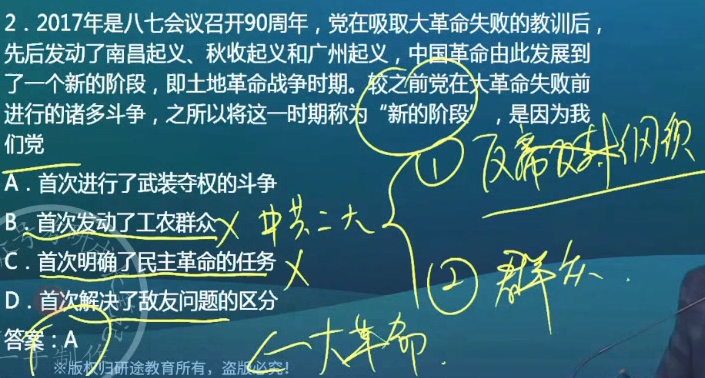 2．2017年是八七会议召开90周年，党在吸取大革命失败的教训后，
先后发动了南昌起义、秋收起义和广州起义，中国革命由此发展到
了一个新的阶段，即土地革命战争时期。较之前党在大革命失败前
进行的诸多斗争，之所以将这一时期称为“新的阶段”，是因为我
们党
① 反帝反封纲领
A．首次进行了武装夺权的斗争
B．首次发动了工农群众 X 中共二大
C．首次明确了民主革命的任务 X
② 群众.
D．首次解决了敌友问题的区分
答案：A
大革命.
※版权归研途教育所有，盗版必究！